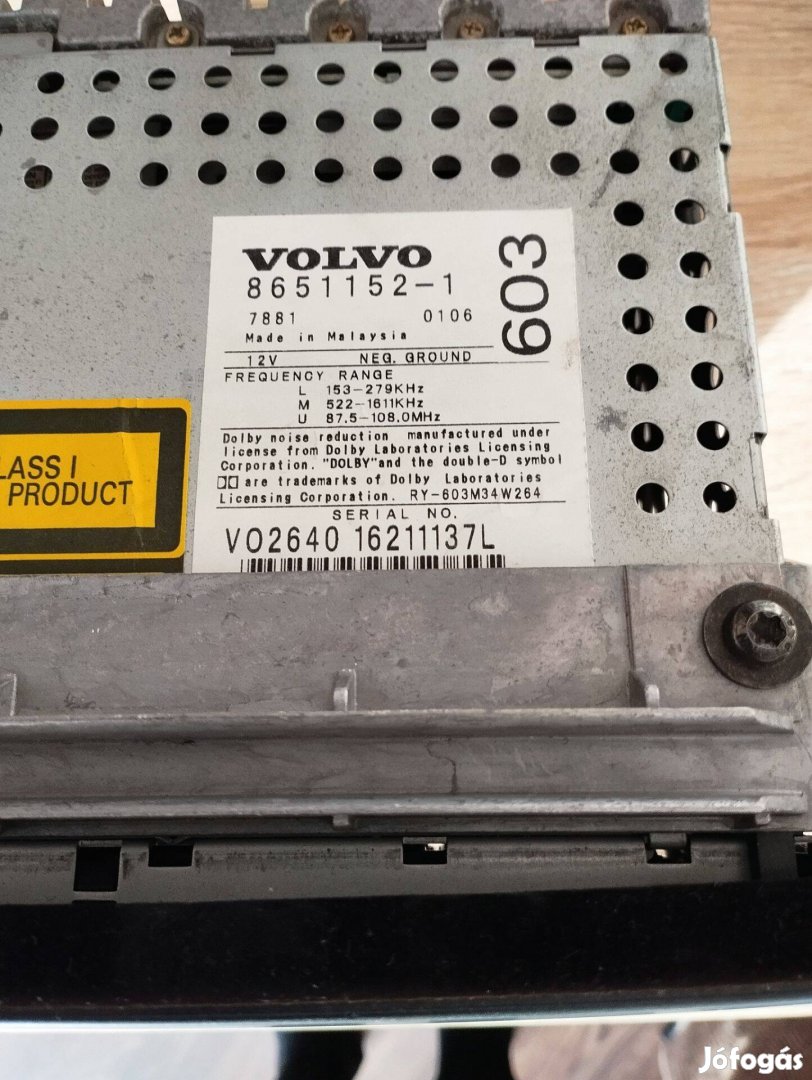 VOLVO
8651152-1
603
7881 0106
Made in Malaysia
12V NEG. GROUND
FREQUENCY RANGE
L 153-279KHz
M 522-1611KHz
U 87.5-108.0MHz
Dolby noise reduction manufactured under
license from Dolby Laboratories Licensing
Corporation. "DOLBY"and the double-D symbol
are trademarks of Dolby Laboratories
Licensing Corporation. RY-603M34W264
SERIAL NO.
VO2640 16211137L
LASS I
PRODUCT
Jófogás